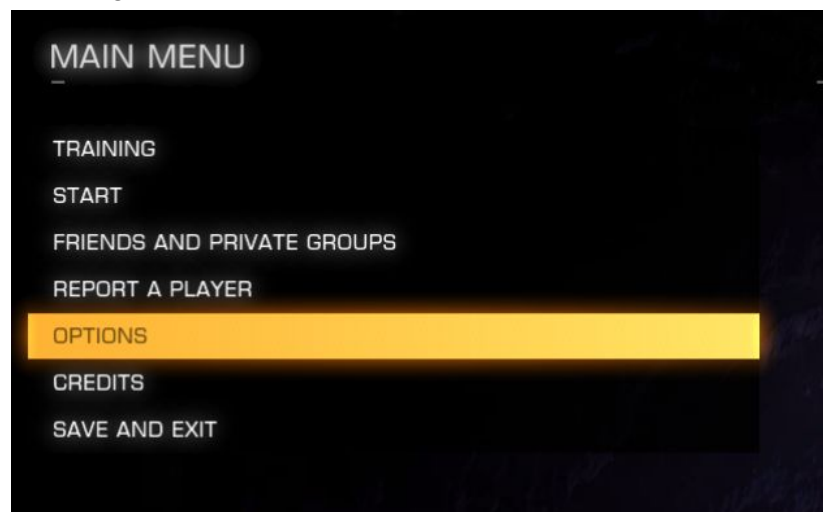 MAIN MENU
TRAINING
START
FRIENDS AND PRIVATE GROUPS
REPORT A PLAYER
OPTIONS
CREDITS
SAVE AND EXIT